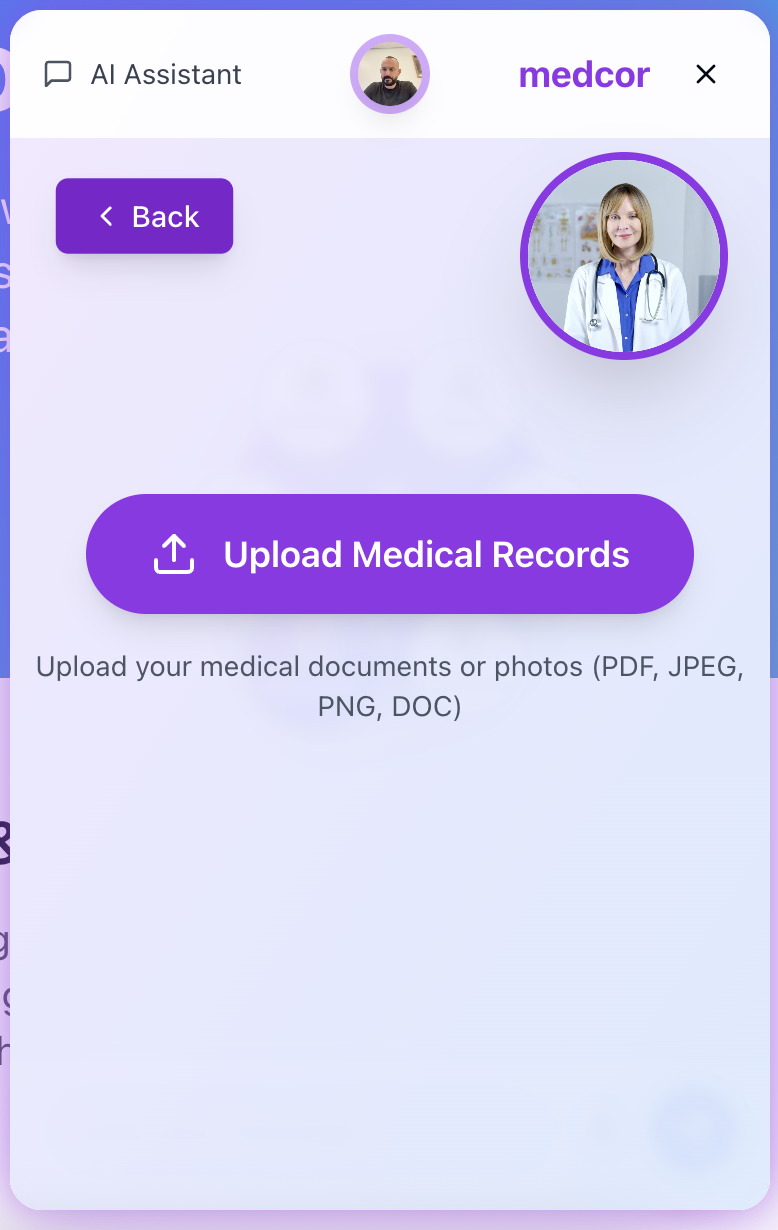 AI Assistant
medcor
Back
Upload Medical Records
Upload your medical documents or photos (PDF, JPEG,
PNG, DOC)